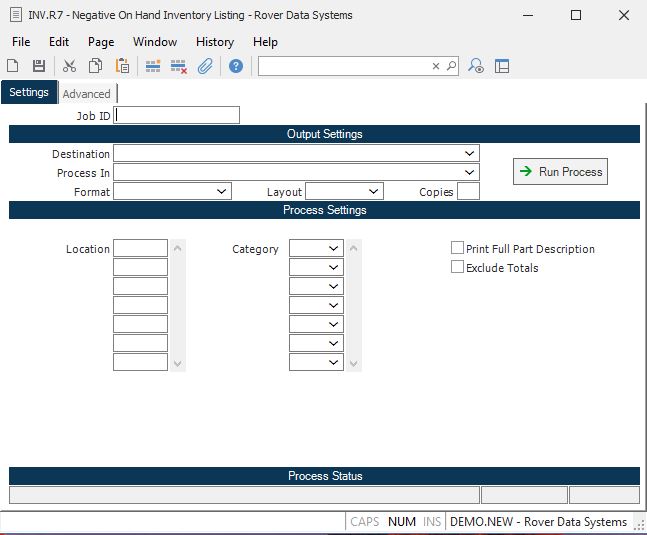 INV.R7 - Negative On Hand Inventory Listing - Rover Data Systems
File Edit Page Window History Help
Settings Advanced
Job ID
Output Settings
Destination
Process In
Run Process
Format Layout Copies
Process Settings
Location Category Print Full Part Description
Exclude Totals
Process Status
CAPS NUM INS DEMO.NEW - Rover Data Systems